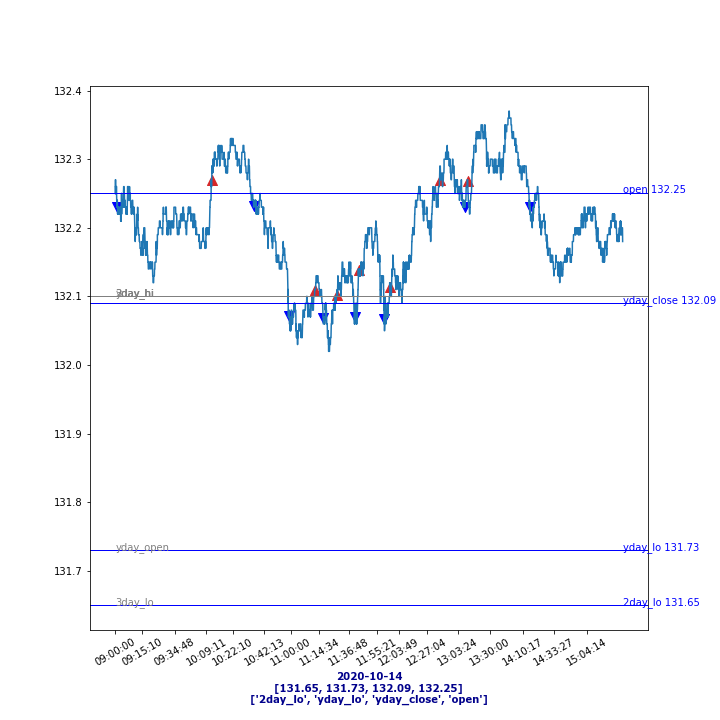 132.4
132.3
132.2
132.1
132.0
131.9
131.8
131.7
open 132.25
yday_hi
yday_close 132.09
yday_open
yday_lo 131.73
3day_lo
2day_lo 131.65
09:00:00
09:15:10
09:34:48
10:09:11
10:22:10
10:42:13
11:00:00
11:14:34
11:36:48
11:55:21
12:03:49
12:27:04
13:03:24
13:30:00
14:10:17
14:33:27
15:04:14
2020-10-14
[131.65, 131.73, 132.09, 132.25]
['2day_lo', 'yday_lo', 'yday_close', 'open']